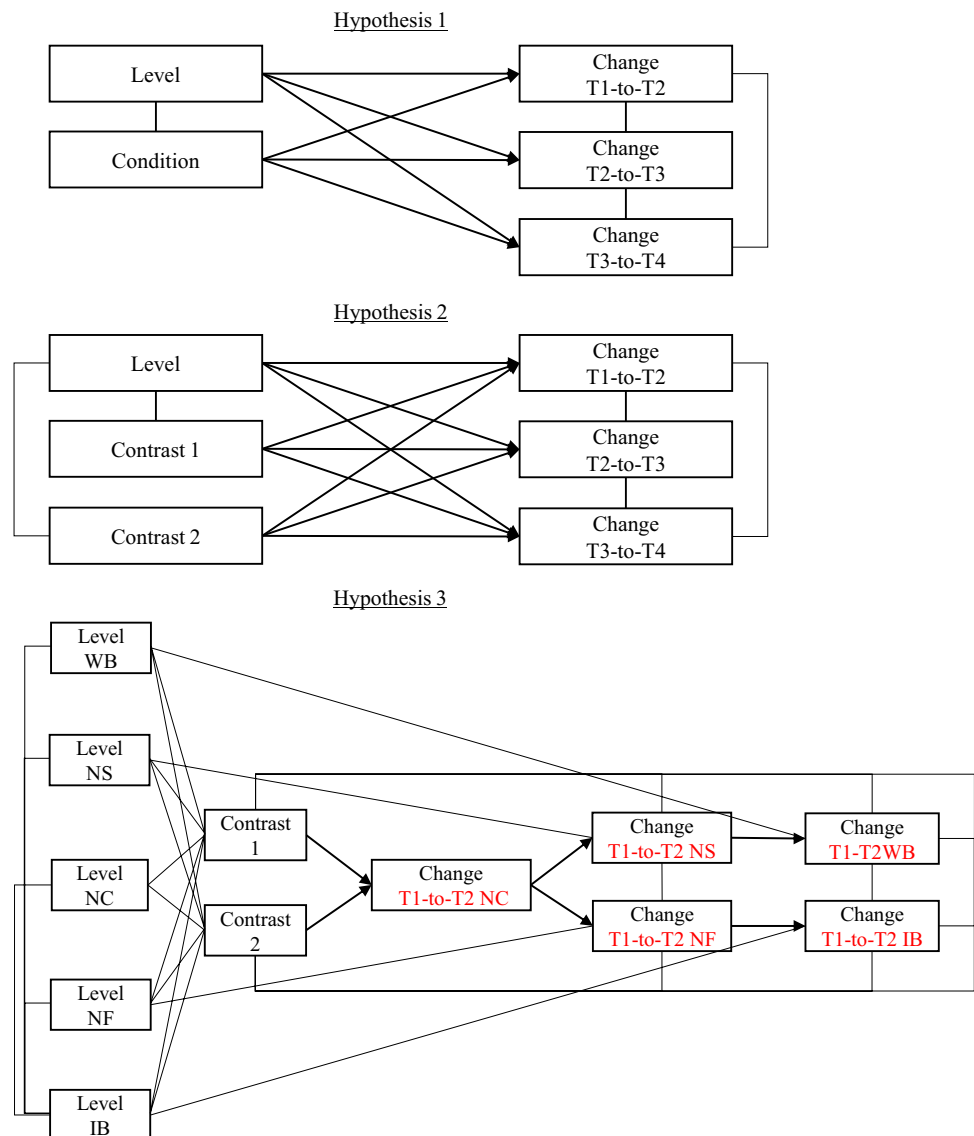 Hypothesis 1
Level
Condition
Change
T1-to-T2
Change
T2-to-T3
Change
T3-to-T4
Hypothesis 2
Level
Contrast 1
Contrast 2
Change
T1-to-T2
Change
T2-to-T3
Change
T3-to-T4
Hypothesis 3
Level
WB
Level
NS
Level
NC
Level
NF
Level
IB
Contrast
1
Contrast
2
Change
T1-to-T2 NC
Change
T1-to-T2 NS
Change
T1-to-T2 NF
Change
T1-T2WB
Change
T1-to-T2 IB